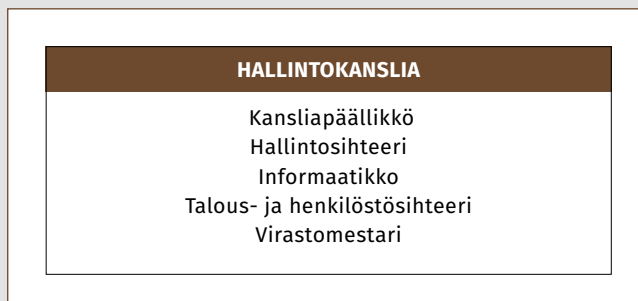 HALLINTOKANSLIA
Kansliapäällikkö
Hallintosihteeri
Informaatikko
Talous- ja henkilöstösihteeri
Virastomestari